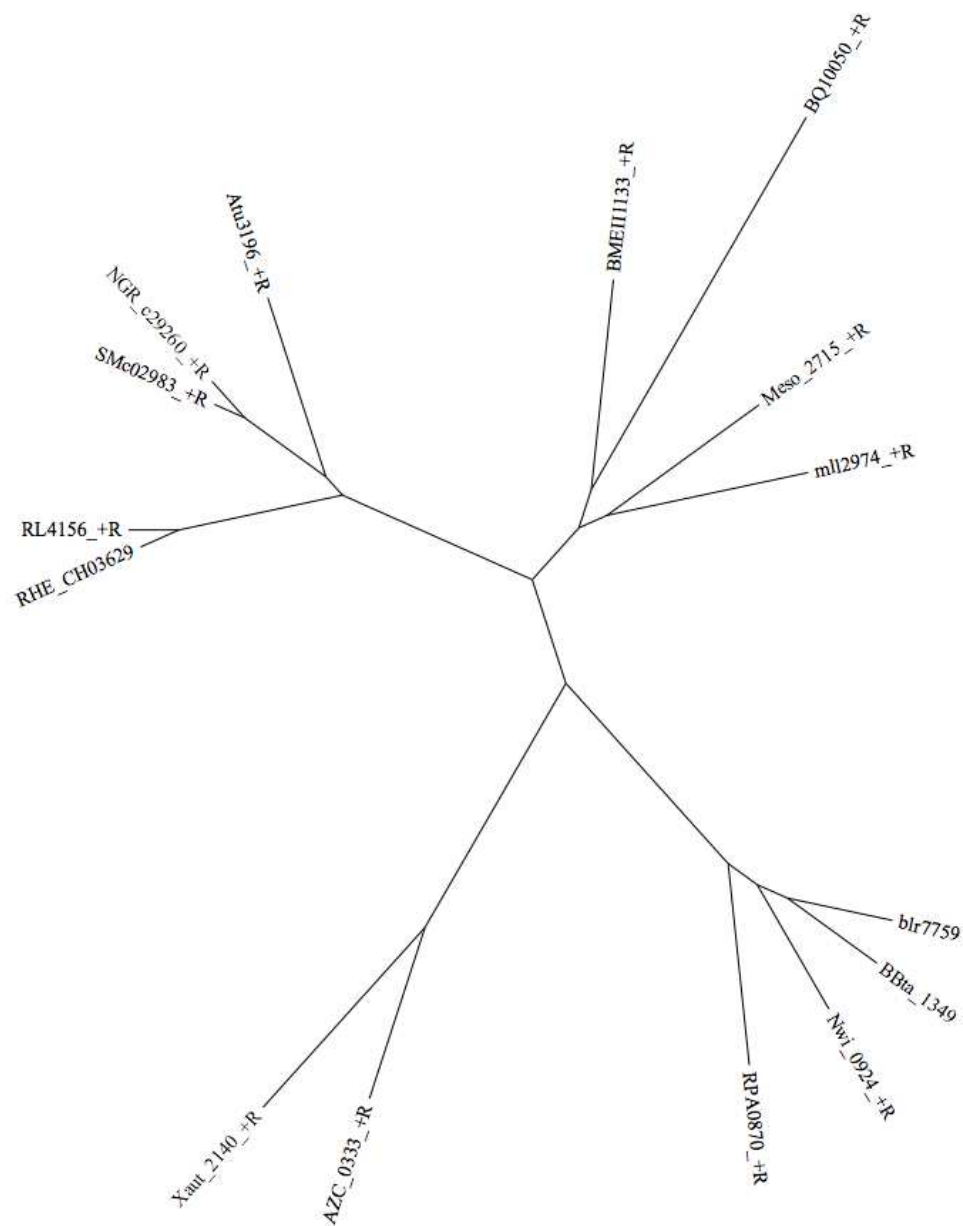 BQ10050_+R
BMEII1133_+R
Atu3196_+R
NGR_c29260_+R
SMc02983_+R
Meso_2715_+R
mll2974_+R
RL4156_+R
RHE_CH03629
blr7759
BBta_1349
Nwi_0924_+R
RPA0870_+R
Xaut_2140_+R
AZC_0333_+R